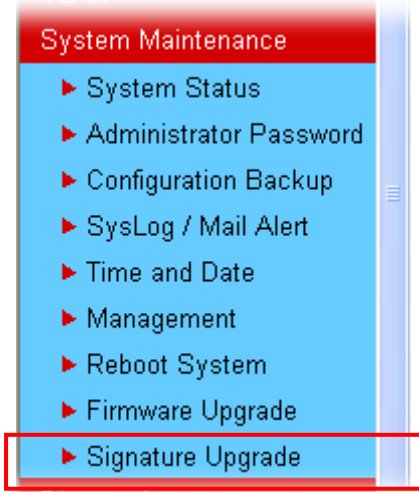 System Maintenance
System Status
Administrator Password
Configuration Backup
SysLog / Mail Alert
Time and Date
Management
Reboot System
Firmware Upgrade
Signature Upgrade